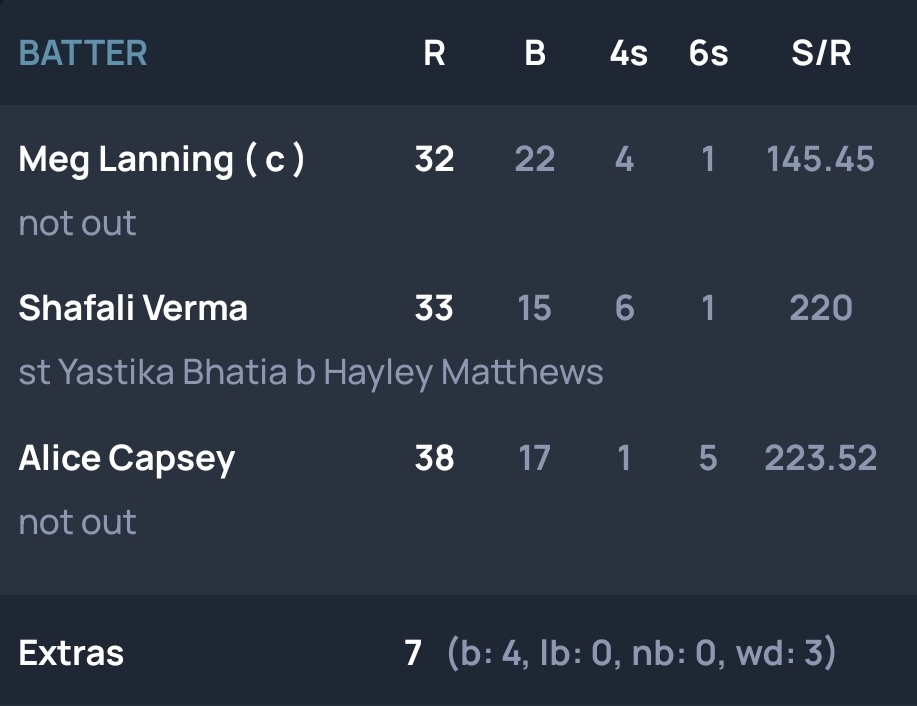 BATTER R B 4s 6s S/R
Meg Lanning ( c ) 32 22 4 1 145.45
not out
Shafali Verma 33 15 6 1 220
st Yastika Bhatia b Hayley Matthews
Alice Capsey 38 17 1 5 223.52
not out
Extras 7 (b: 4, lb: 0, nb: 0, wd: 3)